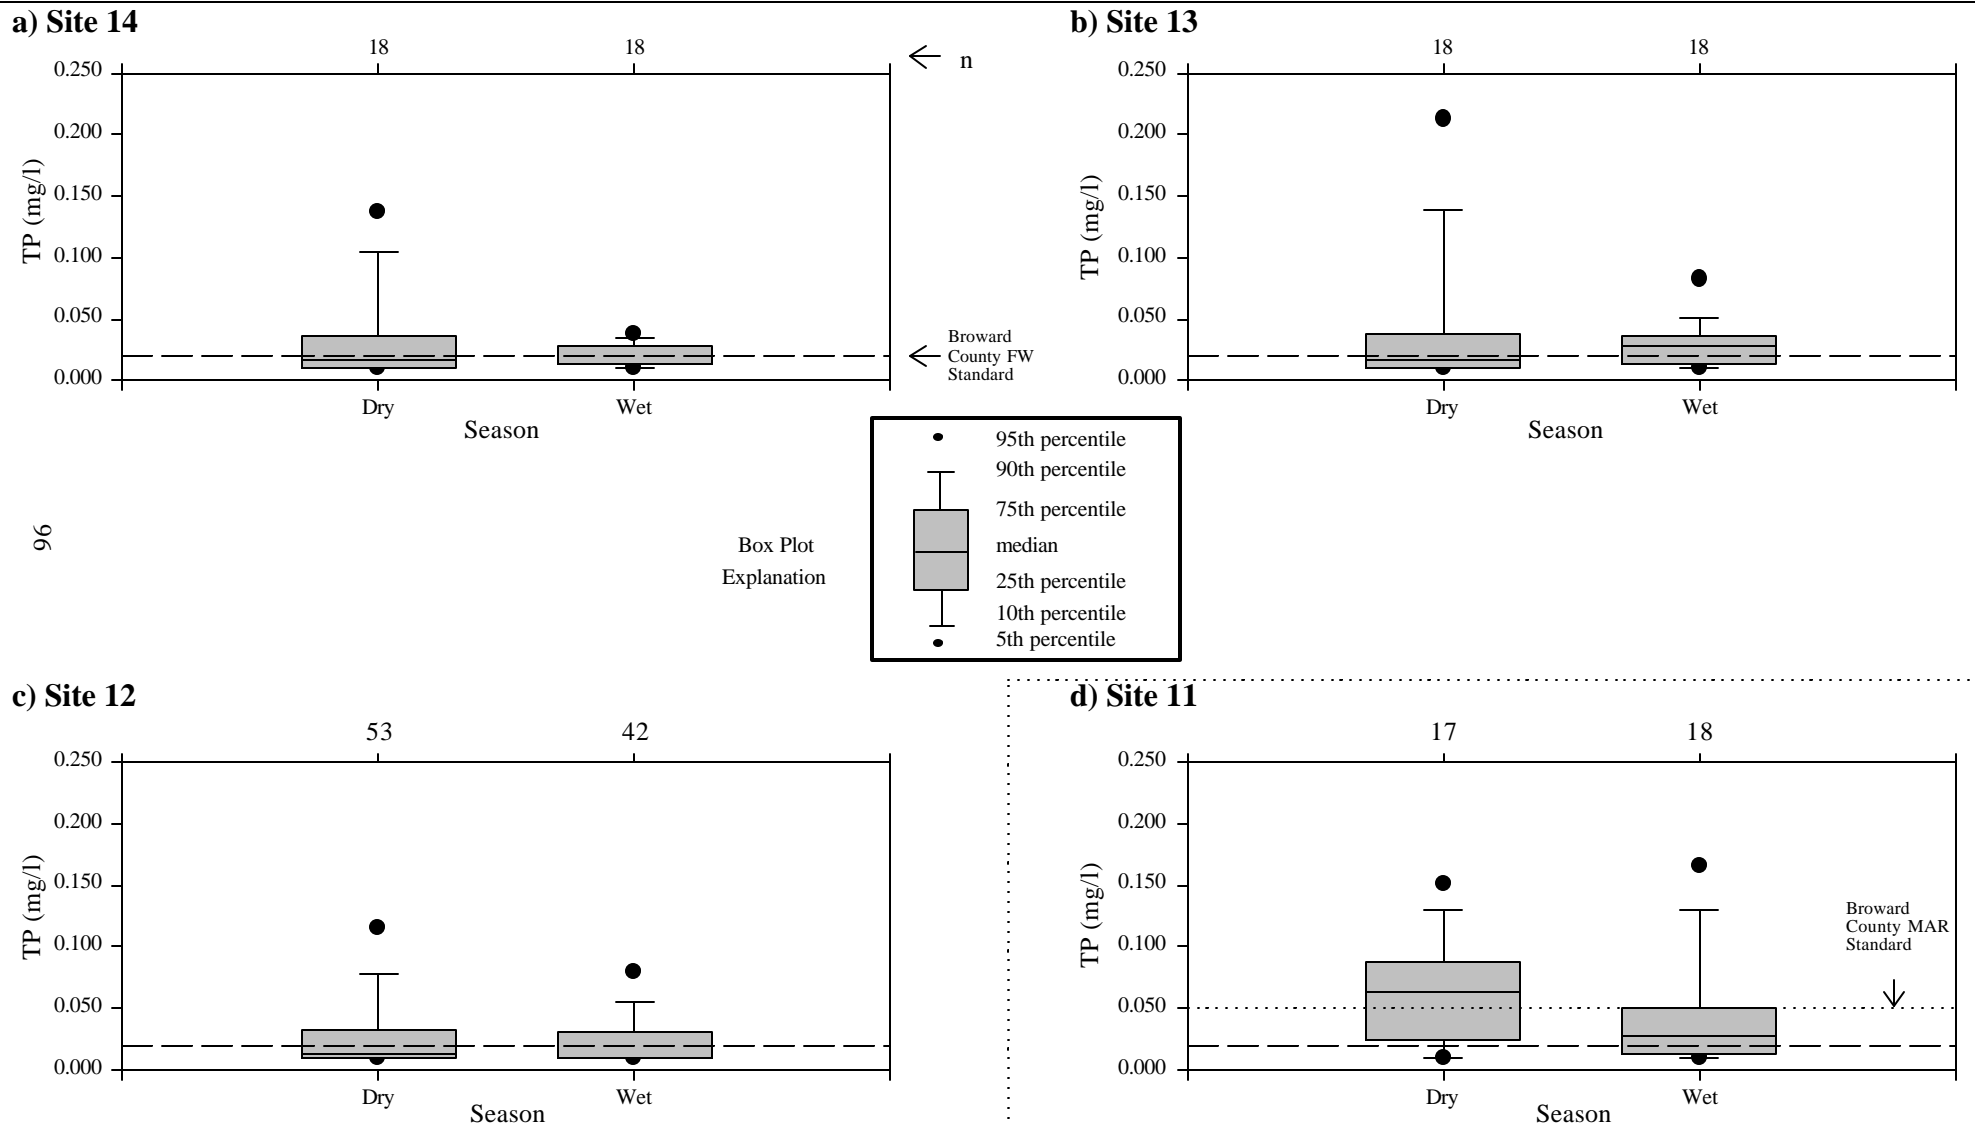 a) Site 14
18
18
n
0.250
0.200
0.150
0.100
0.050
0.000
TP (mg/l)
Broward
County FW
Standard
Dry
Wet
Season
b) Site 13
18
18
0.250
0.200
0.150
0.100
0.050
0.000
TP (mg/l)
Dry
Wet
Season
96
Box Plot
Explanation
95th percentile
90th percentile
75th percentile
median
25th percentile
10th percentile
5th percentile
c) Site 12
53
42
0.250
0.200
0.150
0.100
0.050
0.000
TP (mg/l)
Dry
Wet
Season
d) Site 11
17
18
0.250
0.200
0.150
0.100
0.050
0.000
TP (mg/l)
Broward
County MAR
Standard
Dry
Wet
Season